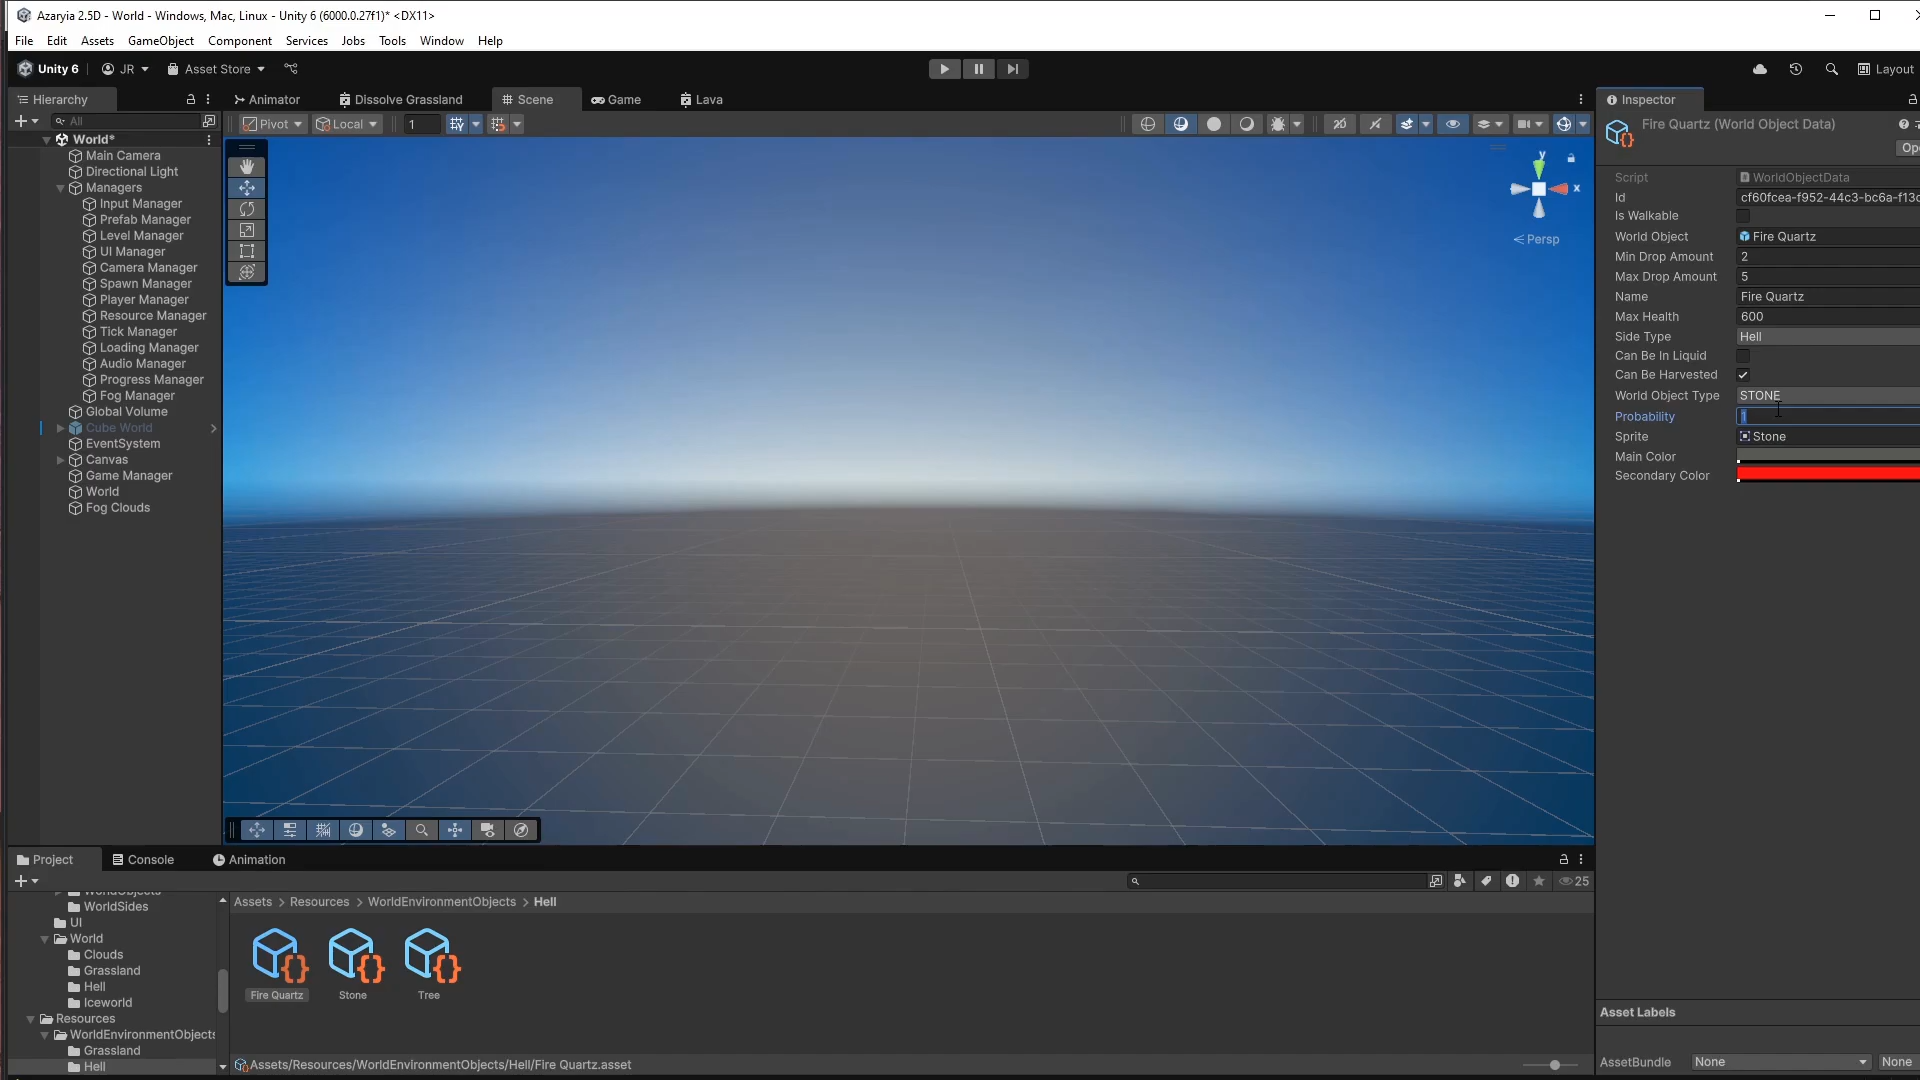 Azaryia 2.5D - World - Windows, Mac, Linux - Unity 6 (6000.0.27f1)* <DX11>
File Edit Assets GameObject Component Services Jobs Tools Window Help
Unity 6 JR Asset Store Layout
Hierarchy Animator Dissolve Grassland Scene Game Lava Inspector
All Pivot Local 1 2D
World*
Main Camera
Directional Light
Managers
Input Manager
Prefab Manager
Level Manager
UI Manager
Camera Manager
Spawn Manager
Player Manager
Resource Manager
Tick Manager
Loading Manager
Audio Manager
Progress Manager
Fog Manager
Global Volume
Cube World
EventSystem
Canvas
Game Manager
World
Fog Clouds
y
x
Persp
Fire Quartz (World Object Data)
Script WorldObjectData
Id cf60fcea-f952-44c3-bc6a-f13c
Is Walkable
World Object Fire Quartz
Min Drop Amount 2
Max Drop Amount 5
Name Fire Quartz
Max Health 600
Side Type Hell
Can Be In Liquid
Can Be Harvested
World Object Type STONE
Probability 1
Sprite Stone
Main Color
Secondary Color
Project Console Animation
25
WorldObjects
WorldSides
UI
World
Clouds
Grassland
Hell
Iceworld
Resources
WorldEnvironmentObjects
Grassland
Hell
Assets > Resources > WorldEnvironmentObjects > Hell
Fire Quartz Stone Tree
Assets/Resources/WorldEnvironmentObjects/Hell/Fire Quartz.asset
Asset Labels
AssetBundle None None